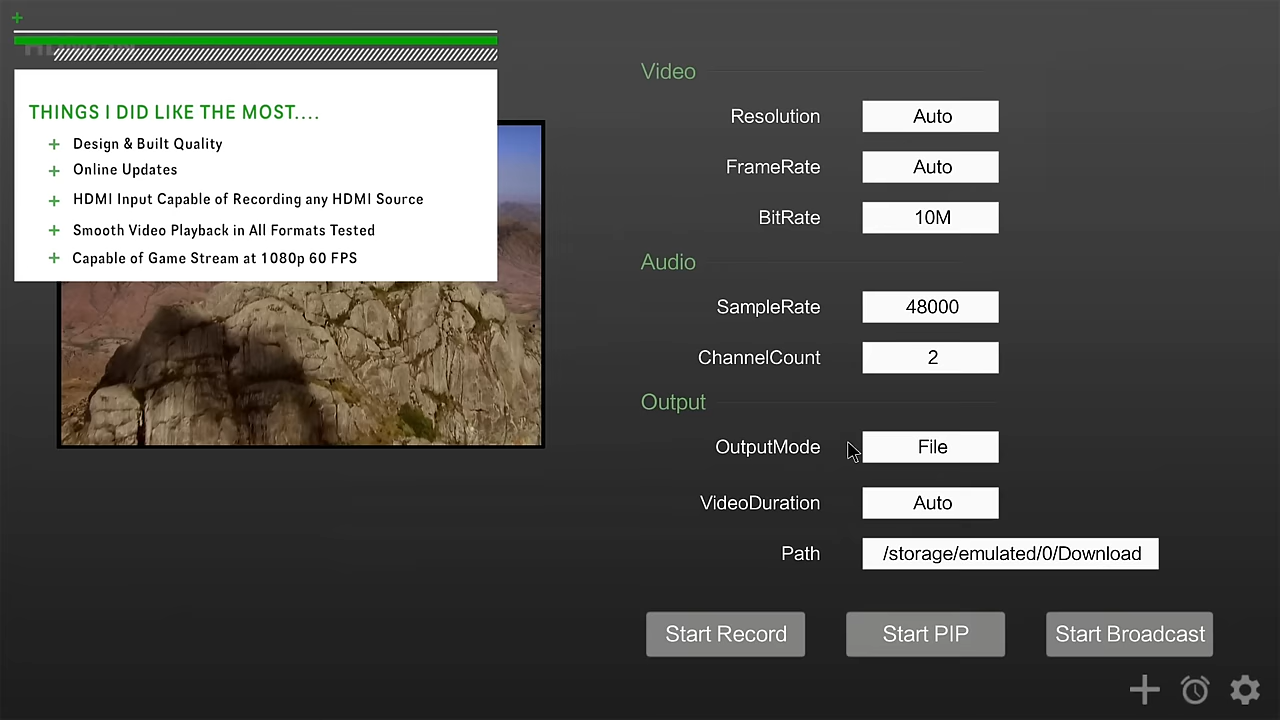 THINGS I DID LIKE THE MOST....
+ Design & Built Quality
+ Online Updates
+ HDMI Input Capable of Recording any HDMI Source
+ Smooth Video Playback in All Formats Tested
+ Capable of Game Stream at 1080p 60 FPS
Video
Resolution Auto
FrameRate Auto
BitRate 10M
Audio
SampleRate 48000
ChannelCount 2
Output
OutputMode File
VideoDuration Auto
Path /storage/emulated/0/Download
Start Record
Start PIP
Start Broadcast